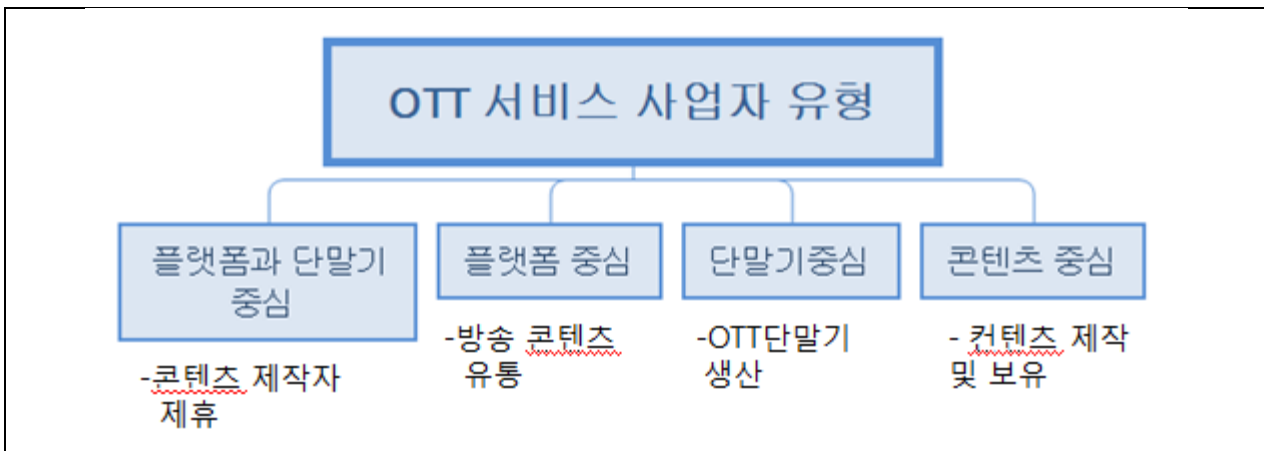 OTT 서비스 사업자 유형
플랫폼과 단말기
중심
-콘텐츠 제작자
제휴
플랫폼 중심
-방송 콘텐츠
유통
단말기중심
-OTT단말기
생산
콘텐츠 중심
- 컨텐츠 제작
및 보유